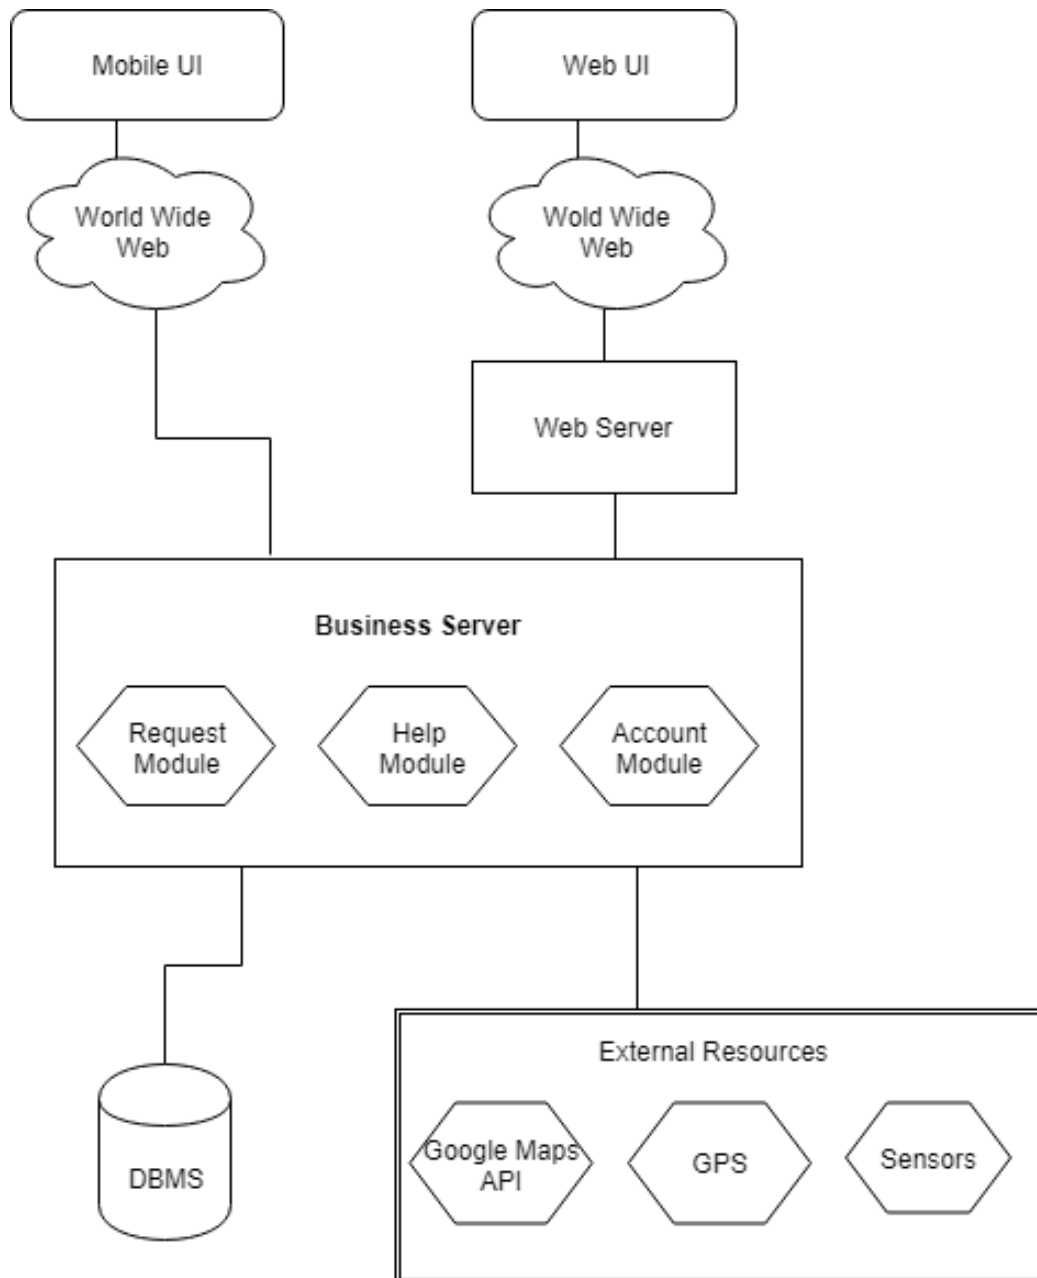 Mobile UI
Web UI
World Wide
Web
Wold Wide
Web
Web Server
Business Server
Request
Module
Help
Module
Account
Module
External Resources
Google Maps
API
GPS
Sensors
DBMS